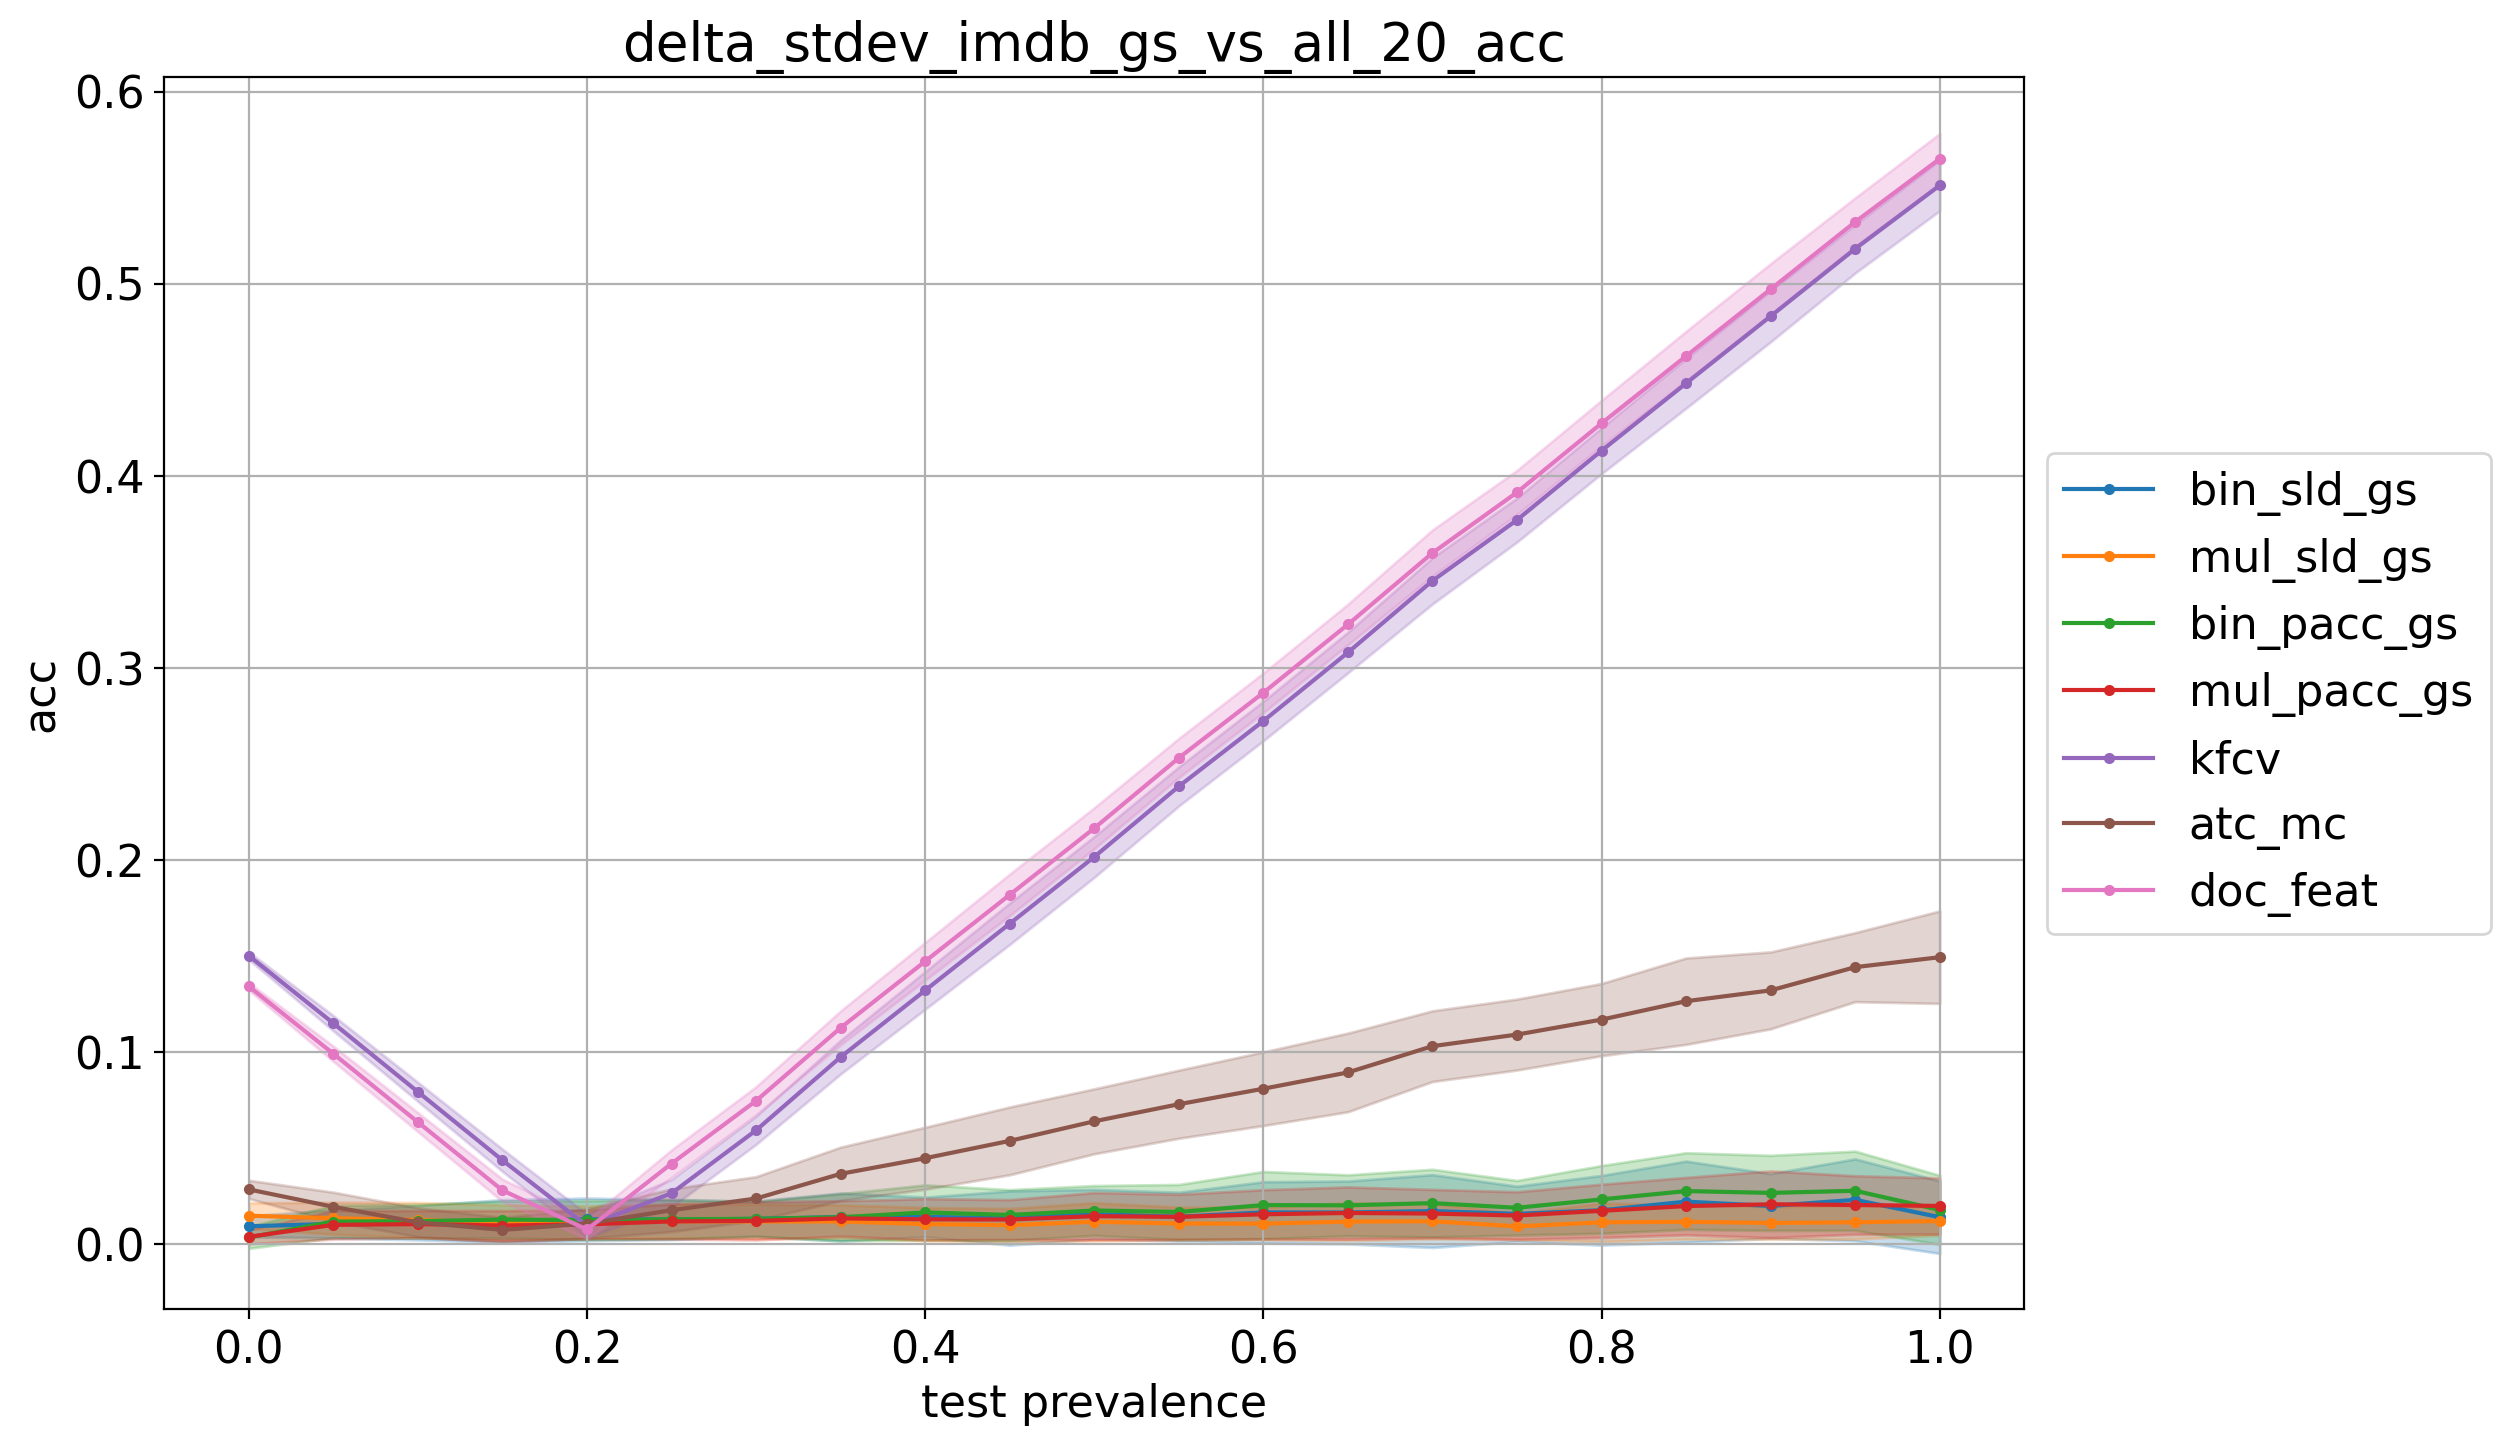 delta_stdev_imdb_gs_vs_all_20_acc
0.6
0.5
0.4
0.3
0.2
0.1
0.0
acc
0.0 0.2 0.4 0.6 0.8 1.0
test prevalence
bin_sld_gs
mul_sld_gs
bin_pacc_gs
mul_pacc_gs
kfcv
atc_mc
doc_feat